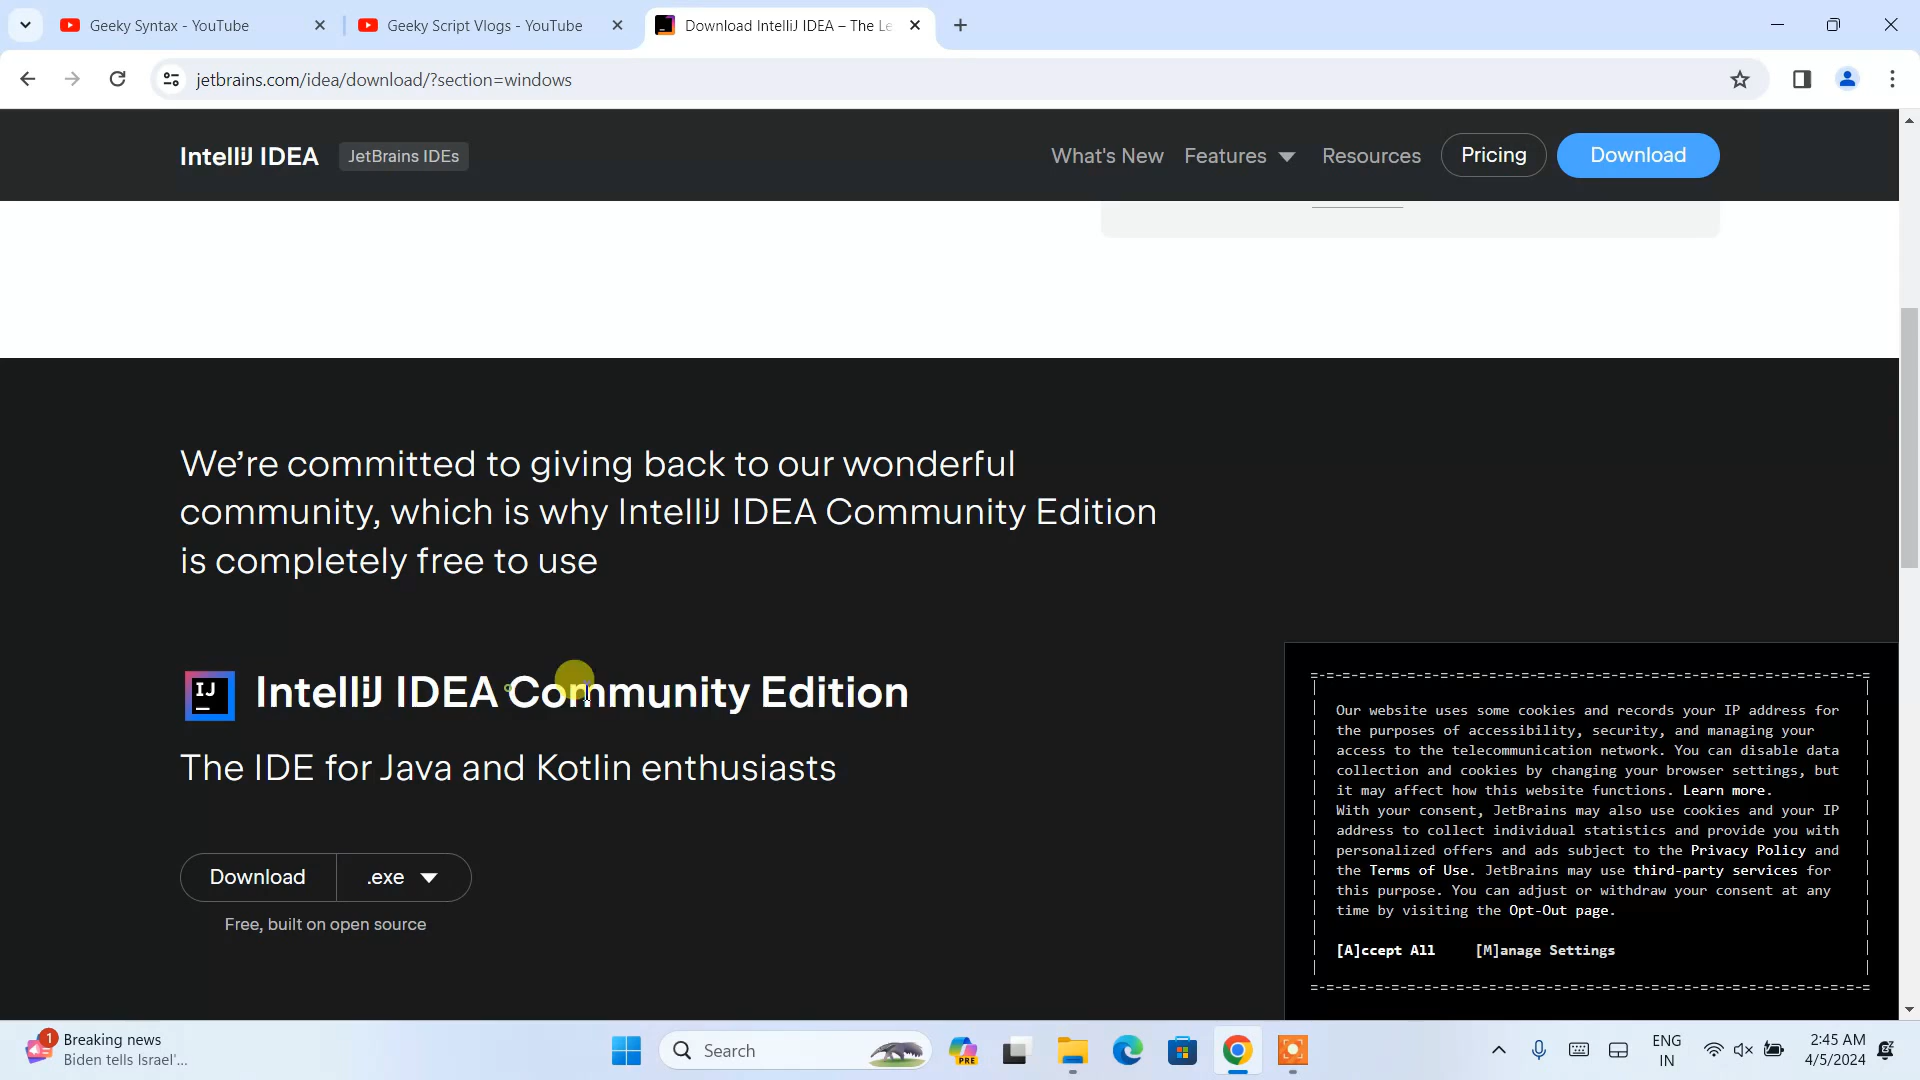 Geeky Syntax - YouTube
Geeky Script Vlogs - YouTube
Download IntelliJ IDEA – The Le
jetbrains.com/idea/download/?section=windows
IntelliJ IDEA
JetBrains IDEs
What's New
Features
Resources
Pricing
Download
We're committed to giving back to our wonderful
community, which is why IntelliJ IDEA Community Edition
is completely free to use
IJ
IntelliJ IDEA Community Edition
The IDE for Java and Kotlin enthusiasts
Download
.exe
Free, built on open source
Our website uses some cookies and records your IP address for
the purposes of accessibility, security, and managing your
access to the telecommunication network. You can disable data
collection and cookies by changing your browser settings, but
it may affect how this website functions. Learn more.
With your consent, JetBrains may also use cookies and your IP
address to collect individual statistics and provide you with
personalized offers and ads subject to the Privacy Policy and
the Terms of Use. JetBrains may use third-party services for
this purpose. You can adjust or withdraw your consent at any
time by visiting the Opt-Out page.
[A]ccept All
[M]anage Settings
1
Breaking news
Biden tells Israel'...
Search
PRE
ENG
IN
2:45 AM
4/5/2024